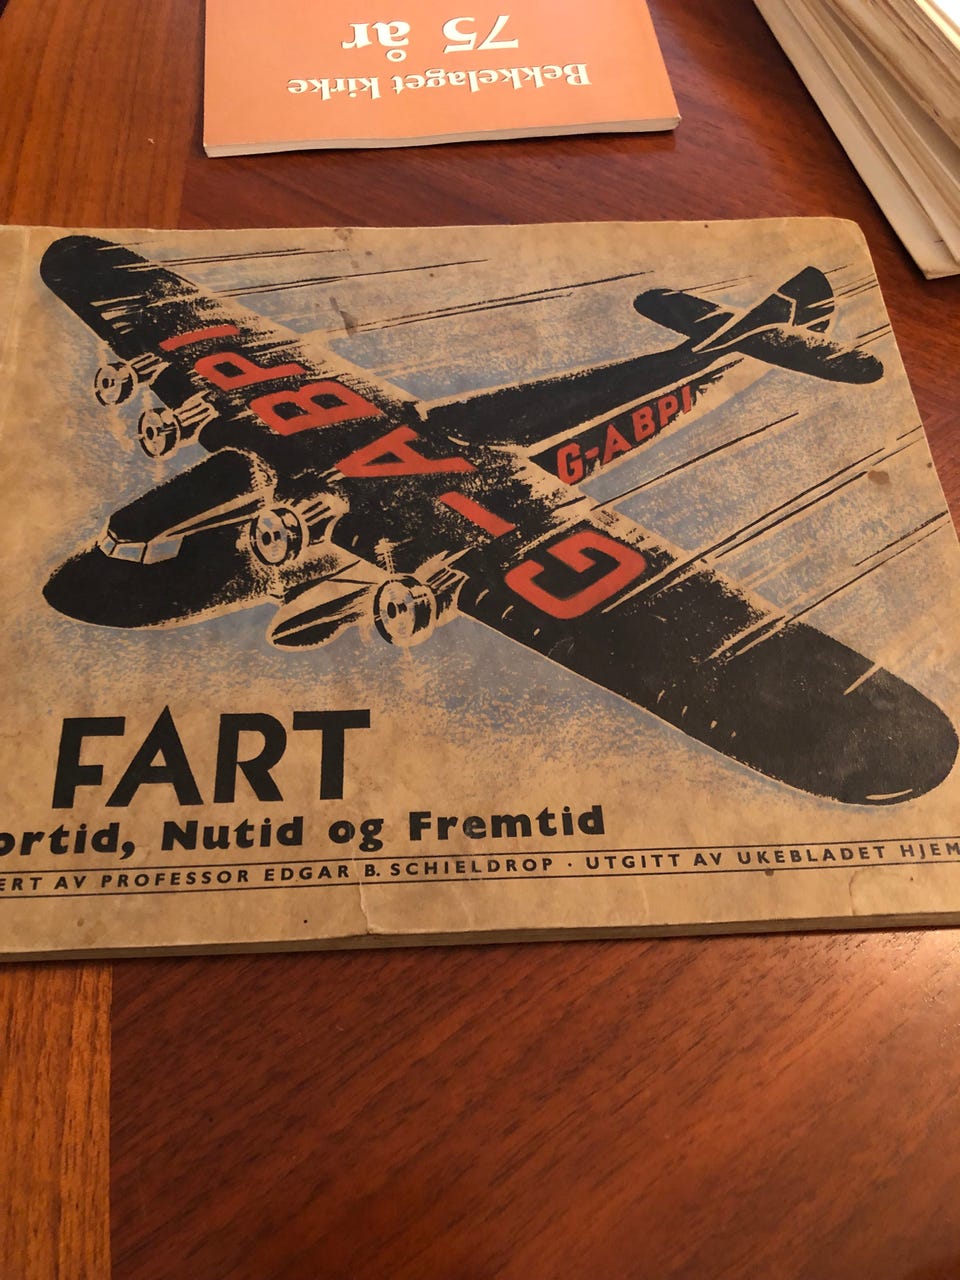 Bekkelaget kirke
75 år
G-ABPI
G-ABPI
FART
ortid, Nutid og Fremtid
ERT AV PROFESSOR EDGAR B. SCHIELDROP · UTGITT AV UKEBLADET HJEM